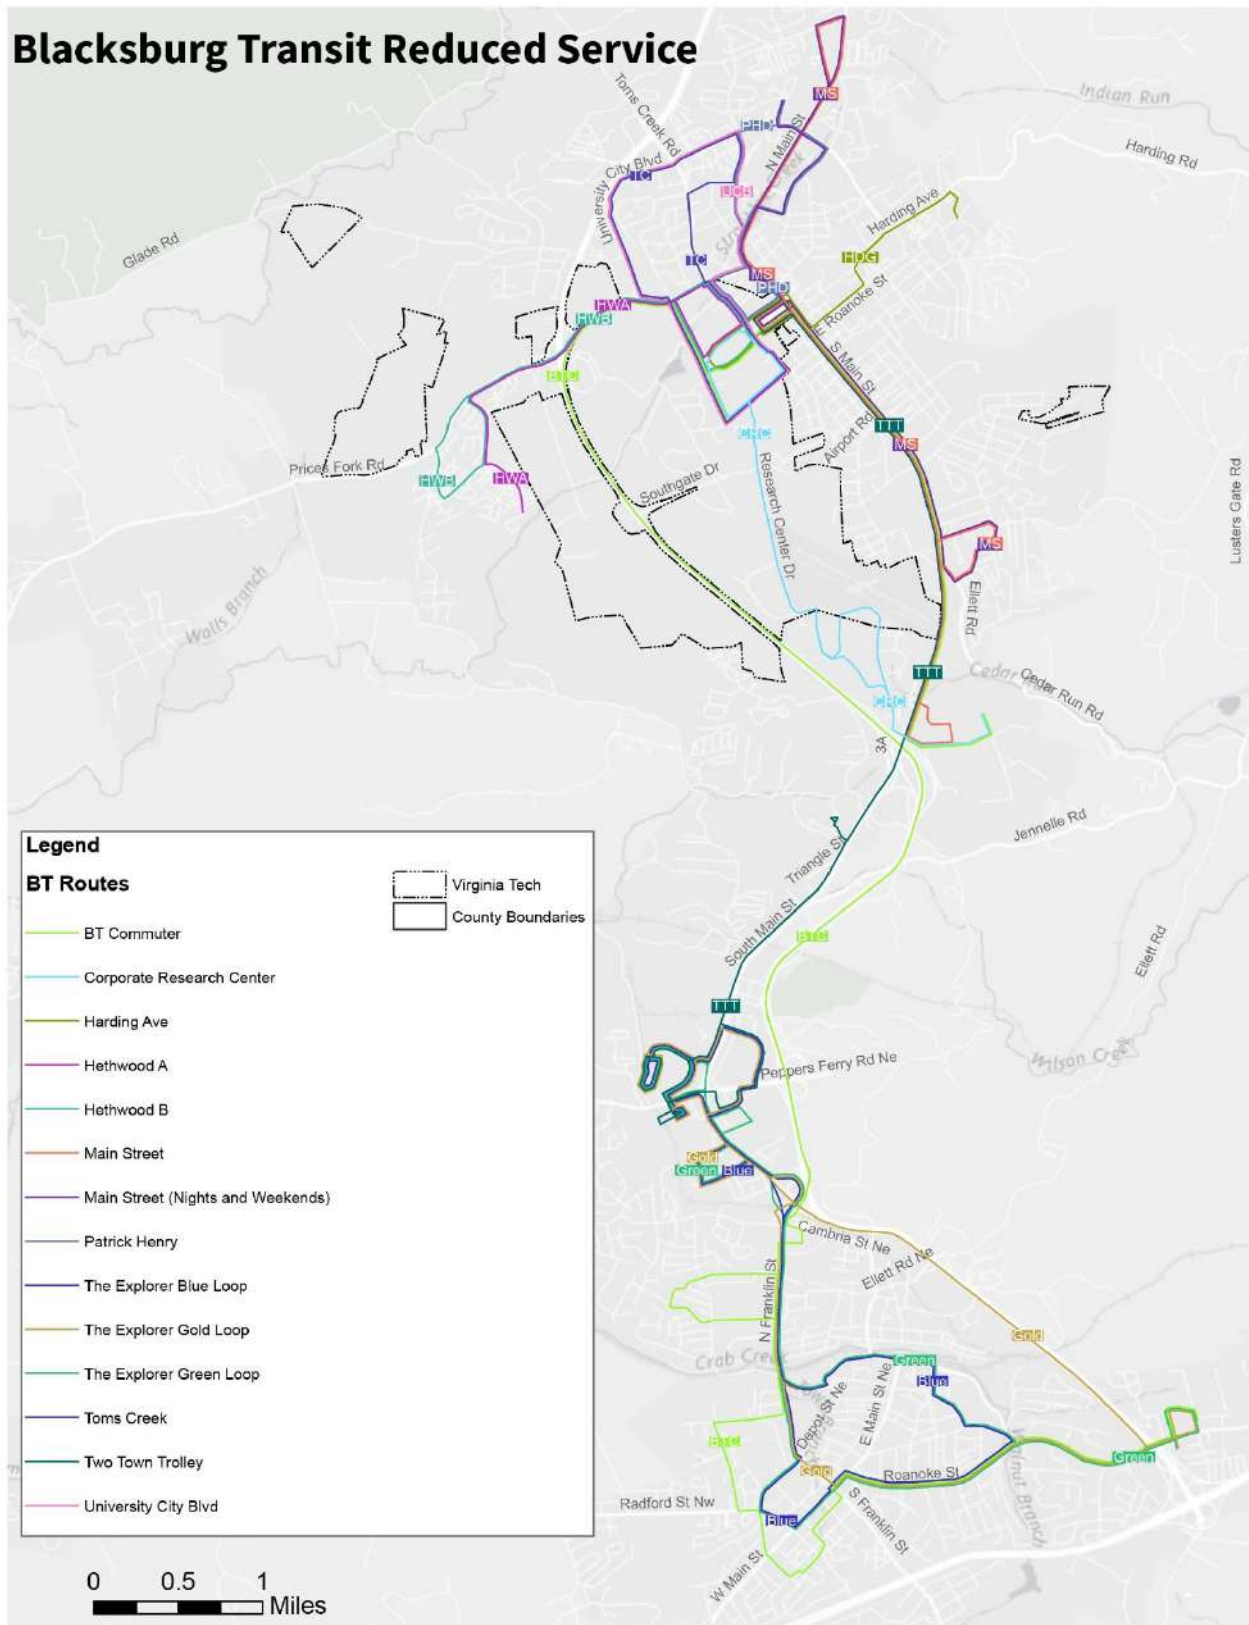 Blacksburg Transit Reduced Service
MS
Indian Run
Toms Creek Rd
PHD
N Main St
Harding Rd
University City Blvd
TC
UCB
Harding Ave
Glade Rd
TC
HDG
MS
PHD
HWA
E Roanoke St
HWB
S Main St
BTC
Airport Rd
TTT
CRC
MS
Prices Fork Rd
HWB
HWA
Southgate Dr
Research Center Dr
Lusters Gate Rd
MS
Ellett Rd
Walls Branch
TTT
Cedar Run Rd
CRC
3A
Jennelle Rd
Triangle St
South Main St
BTC
Ellett Rd
TTT
Wilson Creek
Peppers Ferry Rd Ne
Gold
Green
Blue
Cambria St Ne
Ellett Rd Ne
N Franklin St
Gold
Crab Creek
Green
Blue
Depot St Ne
E Main St Ne
BTC
Walnut Branch
Green
Gold
Roanoke St
Radford St Nw
Blue
S Franklin St
W Main St
Legend
BT Routes
Virginia Tech
County Boundaries
BT Commuter
Corporate Research Center
Harding Ave
Hethwood A
Hethwood B
Main Street
Main Street (Nights and Weekends)
Patrick Henry
The Explorer Blue Loop
The Explorer Gold Loop
The Explorer Green Loop
Toms Creek
Two Town Trolley
University City Blvd
0 0.5 1
Miles